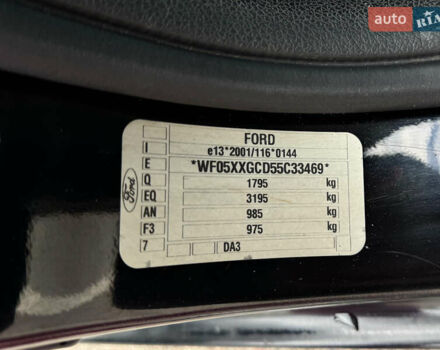 auto RIA
FORD
I e13*2001/116*0144
E *WF05XXGCD55C33469*
Q 1795 kg
EQ 3195 kg
AN 985 kg
F3 975 kg
7 DA3
Ford